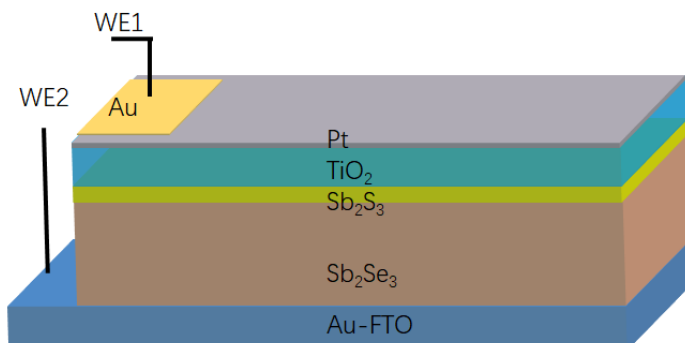 WE1
WE2
Au
Pt
TiO₂
Sb₂S₃
Sb₂Se₃
Au-FTO